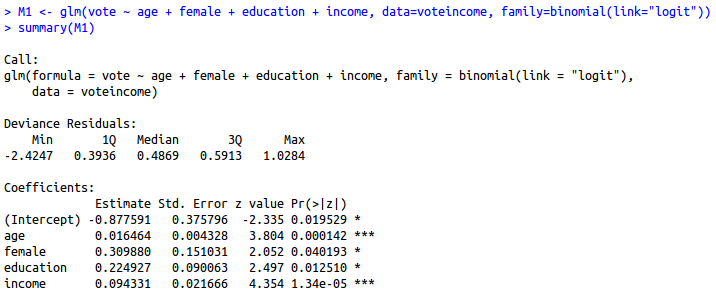 > M1 <- glm(vote ~ age + female + education + income, data=voteincome, family=binomial(link="logit"))
> summary(M1)
Call:
glm(formula = vote ~ age + female + education + income, family = binomial(link = "logit"),
    data = voteincome)
Deviance Residuals:
    Min       1Q   Median       3Q      Max
-2.4247   0.3936   0.4869   0.5913   1.0284
Coefficients:
             Estimate Std. Error z value Pr(>|z|)
(Intercept) -0.877591   0.375796  -2.335 0.019529 *
age          0.016464   0.004328   3.804 0.000142 ***
female       0.309880   0.151031   2.052 0.040193 *
education    0.224927   0.090063   2.497 0.012510 *
income       0.094331   0.021666   4.354 1.34e-05 ***